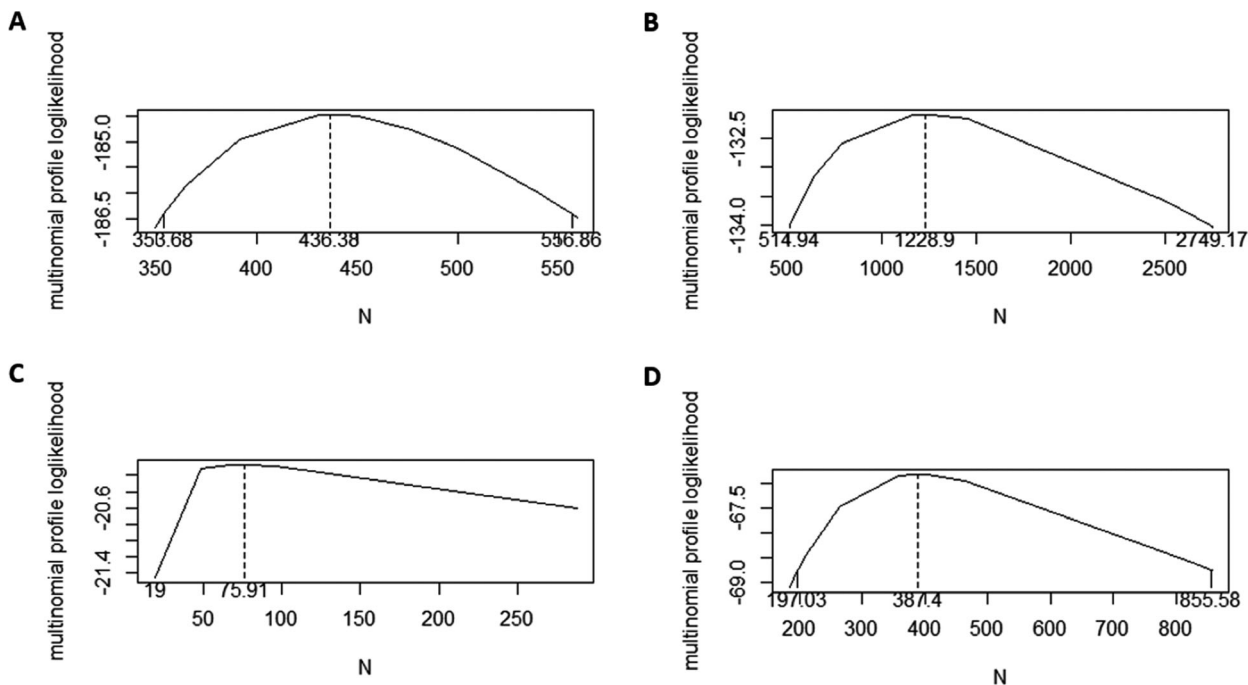 A
multinomial profile loglikelihood
-185.0
-186.5
353.68
436.38
556.86
350 400 450 500 550
N
B
multinomial profile loglikelihood
-132.5
-134.0
514.94
1228.9
2749.17
500 1000 1500 2000 2500
N
C
multinomial profile loglikelihood
-20.6
-21.4
19
75.91
50 100 150 200 250
N
D
multinomial profile loglikelihood
-67.5
-69.0
197.03
387.4
855.58
200 300 400 500 600 700 800
N